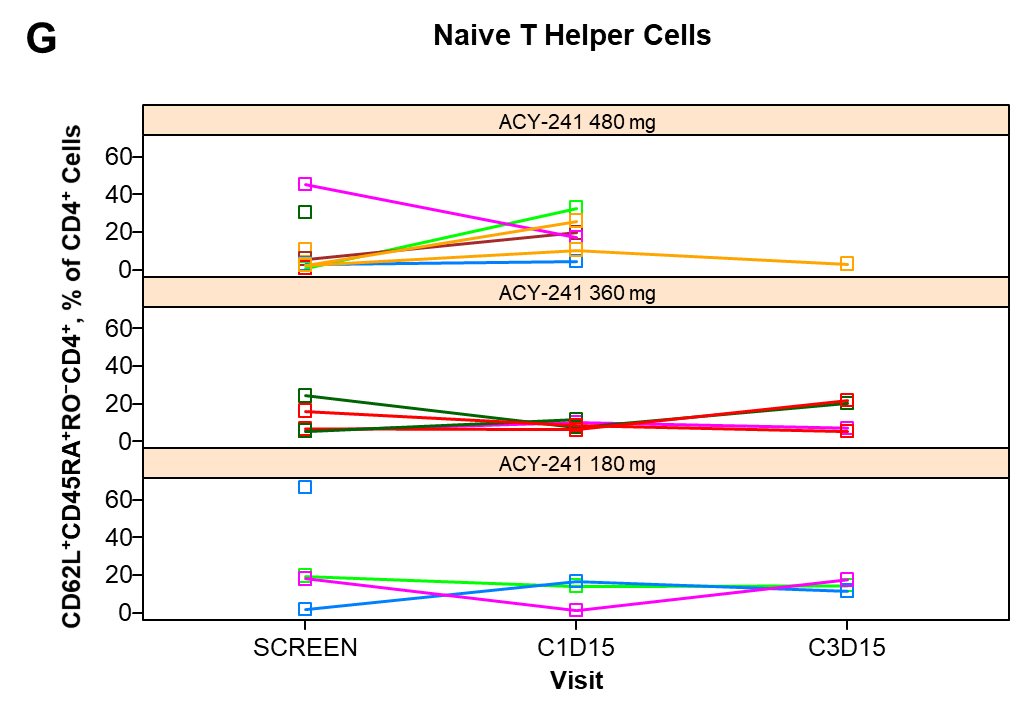 G
Naive T Helper Cells
CD62L⁺CD45RA⁺RO⁻CD4⁺, % of CD4⁺ Cells
ACY-241 480 mg
60
40
20
0
ACY-241 360 mg
60
40
20
0
ACY-241 180 mg
60
40
20
0
SCREEN C1D15 C3D15
Visit